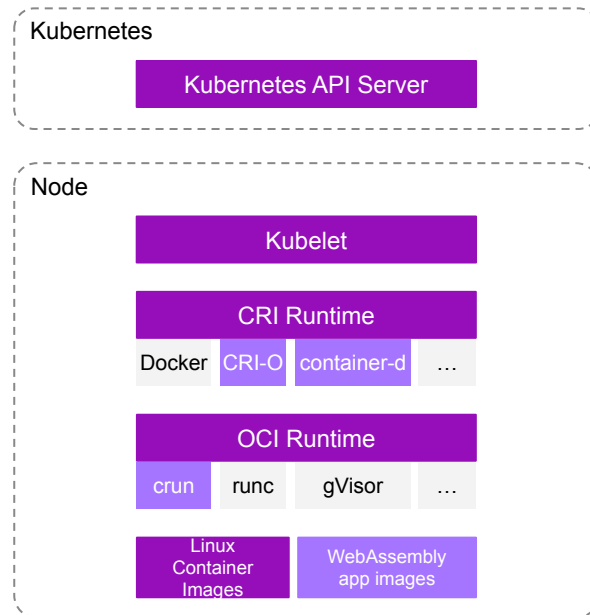 Kubernetes
Kubernetes API Server
Node
Kubelet
CRI Runtime
Docker CRI-O container-d …
OCI Runtime
crun runc gVisor …
Linux
Container
Images
WebAssembly
app images